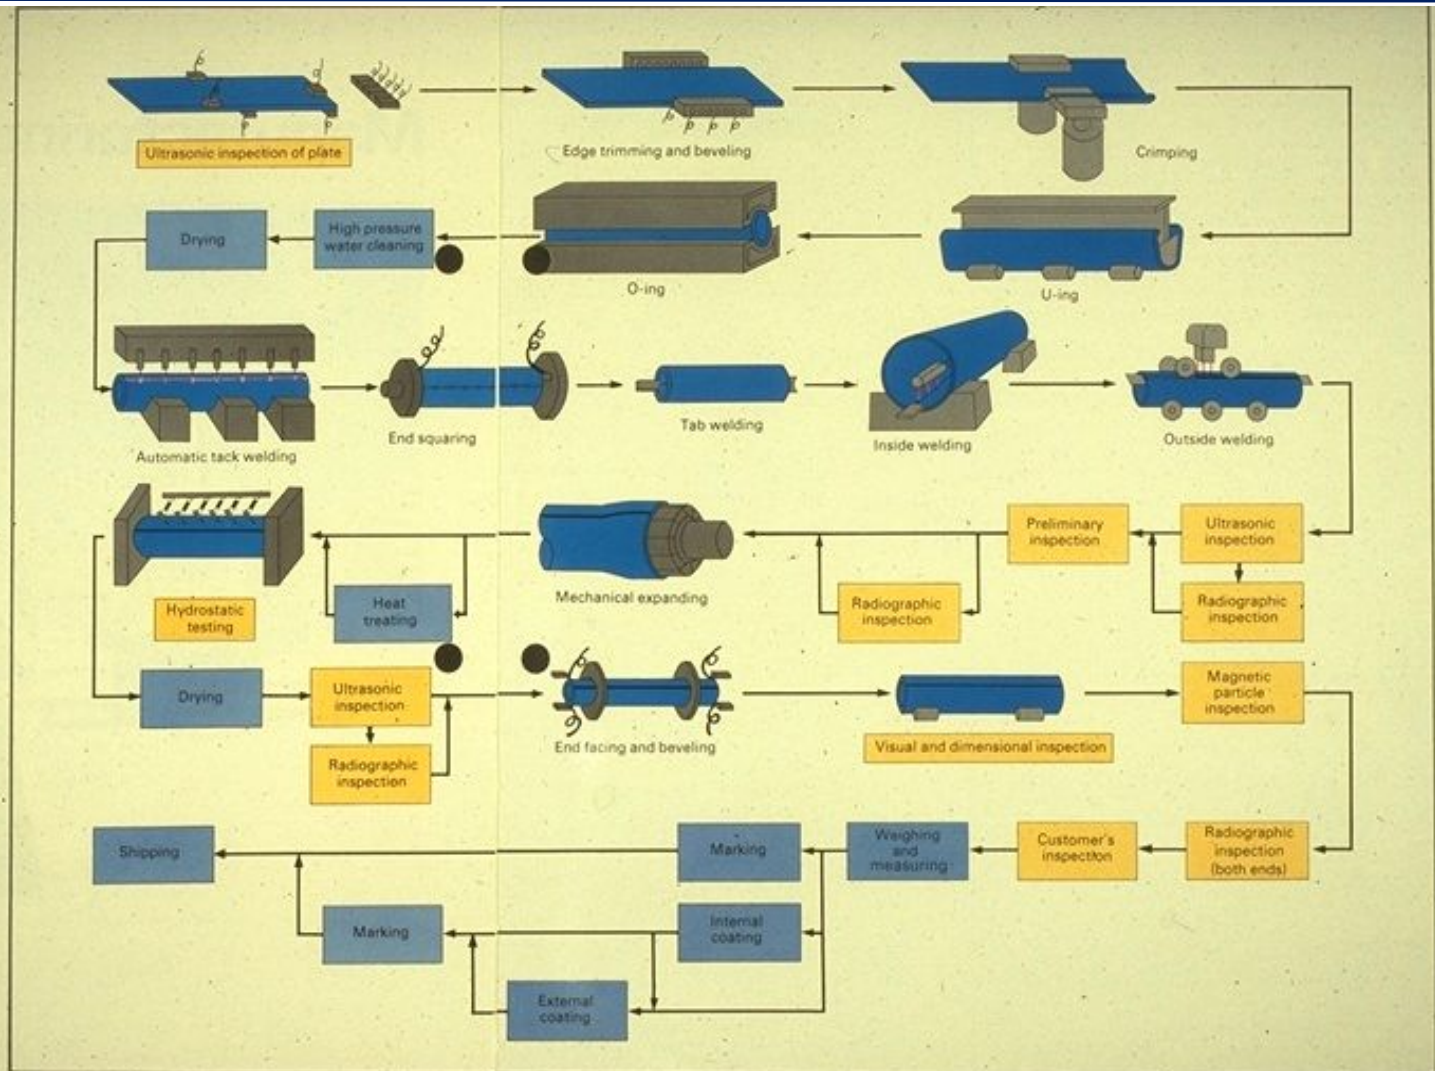 Ultrasonic inspection of plate
Edge trimming and beveling
Crimping
Drying
High pressure
water cleaning
O-ing
U-ing
Automatic tack welding
End squaring
Tab welding
Inside welding
Outside welding
Hydrostatic
testing
Heat
treating
Mechanical expanding
Radiographic
inspection
Preliminary
inspection
Ultrasonic
inspection
Radiographic
inspection
Drying
Ultrasonic
inspection
Radiographic
inspection
End facing and beveling
Visual and dimensional inspection
Magnetic
particle
inspection
Shipping
Marking
Weighing
and
measuring
Customer's
inspection
Radiographic
inspection
(both ends)
Marking
Internal
coating
External
coating